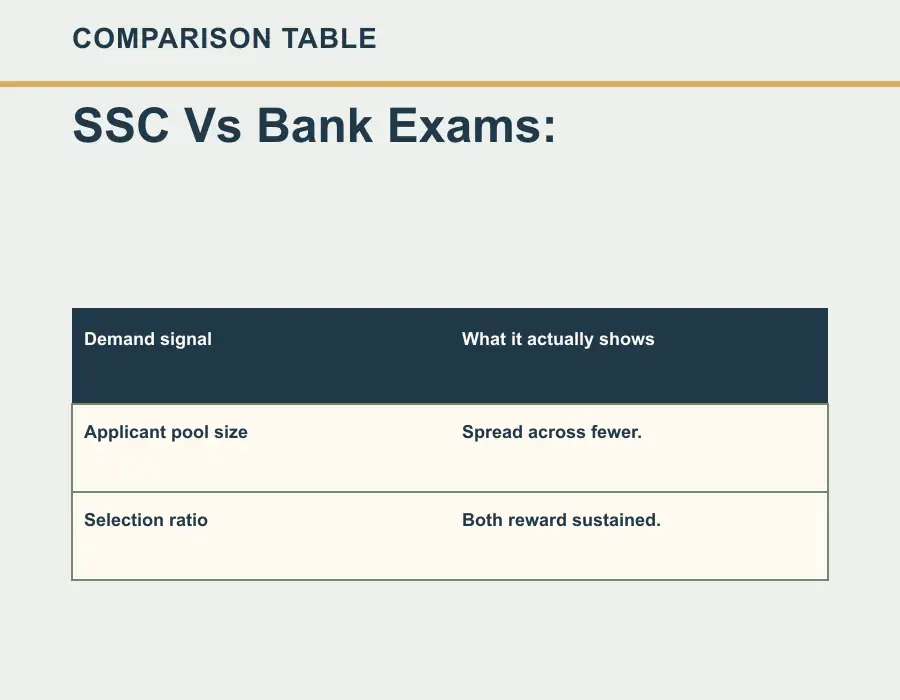 COMPARISON TABLE
SSC Vs Bank Exams:
Demand signal What it actually shows
Applicant pool size Spread across fewer.
Selection ratio Both reward sustained.